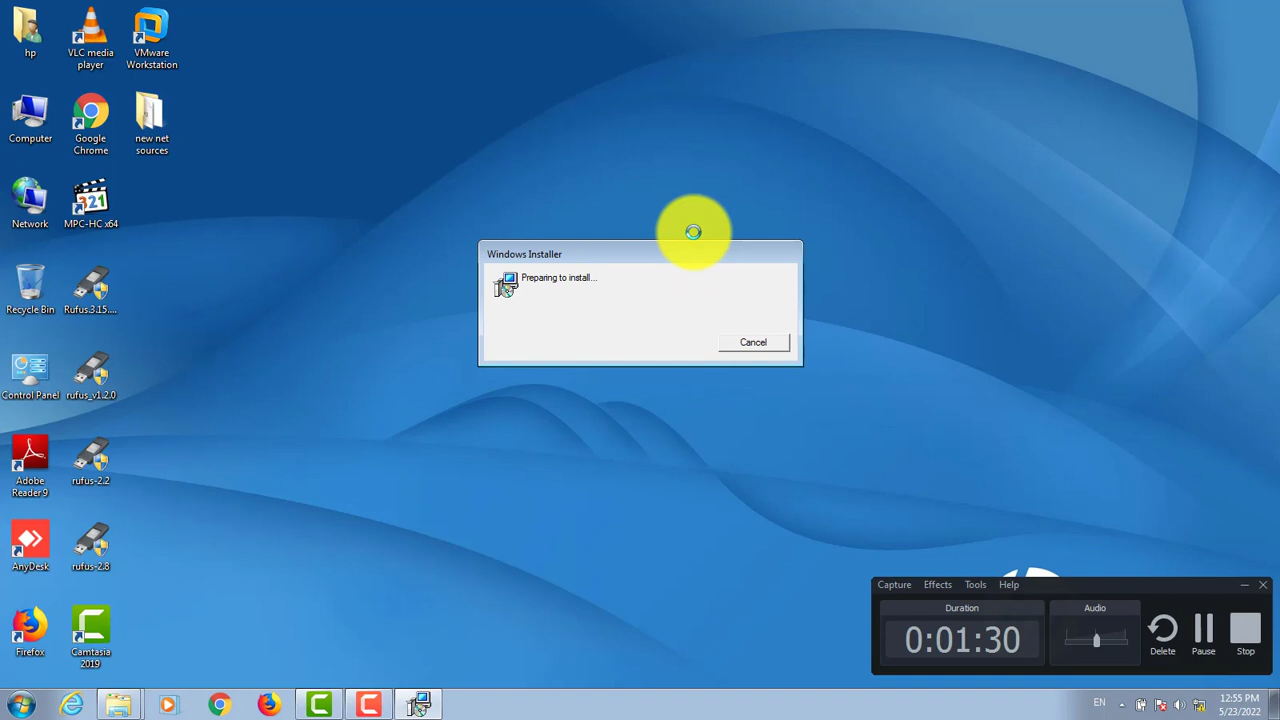 hp
VLC media
player
VMware
Workstation
Computer
Google
Chrome
new net
sources
Network
MPC-HC x64
321
Recycle Bin
Rufus.3.15....
Control Panel
rufus_v1.2.0
Adobe
Reader 9
rufus-2.2
AnyDesk
rufus-2.8
Firefox
Camtasia
2019
Windows Installer
Preparing to install...
Cancel
Capture Effects Tools Help
Duration
Audio
0:01:30
Delete
Pause
Stop
EN
12:55 PM
5/23/2022